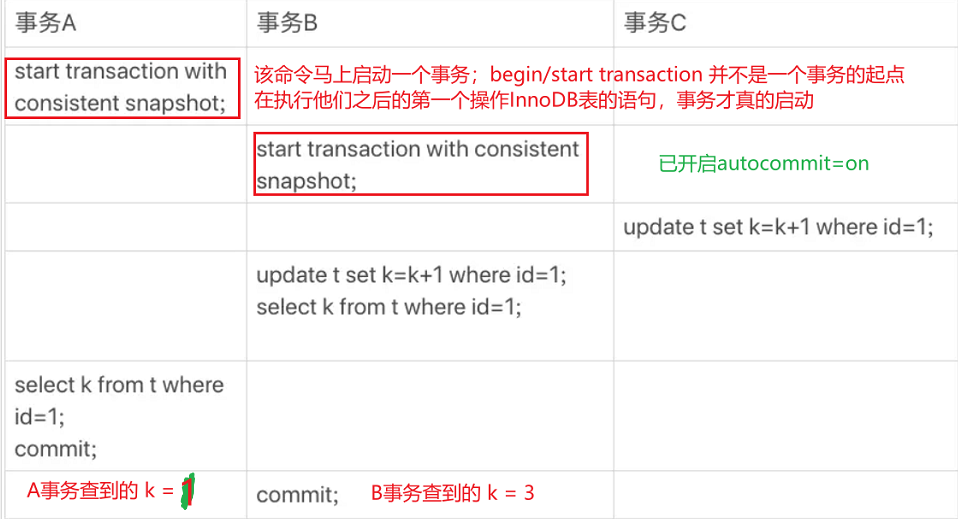 事务A
事务B
事务C
start transaction with
consistent snapshot;
该命令马上启动一个事务；begin/start transaction 并不是一个事务的起点
在执行他们之后的第一个操作InnoDB表的语句，事务才真的启动
start transaction with consistent
snapshot;
已开启autocommit=on
update t set k=k+1 where id=1;
update t set k=k+1 where id=1;
select k from t where id=1;
select k from t where
id=1;
commit;
A事务查到的 k = 1
commit;
B事务查到的 k = 3